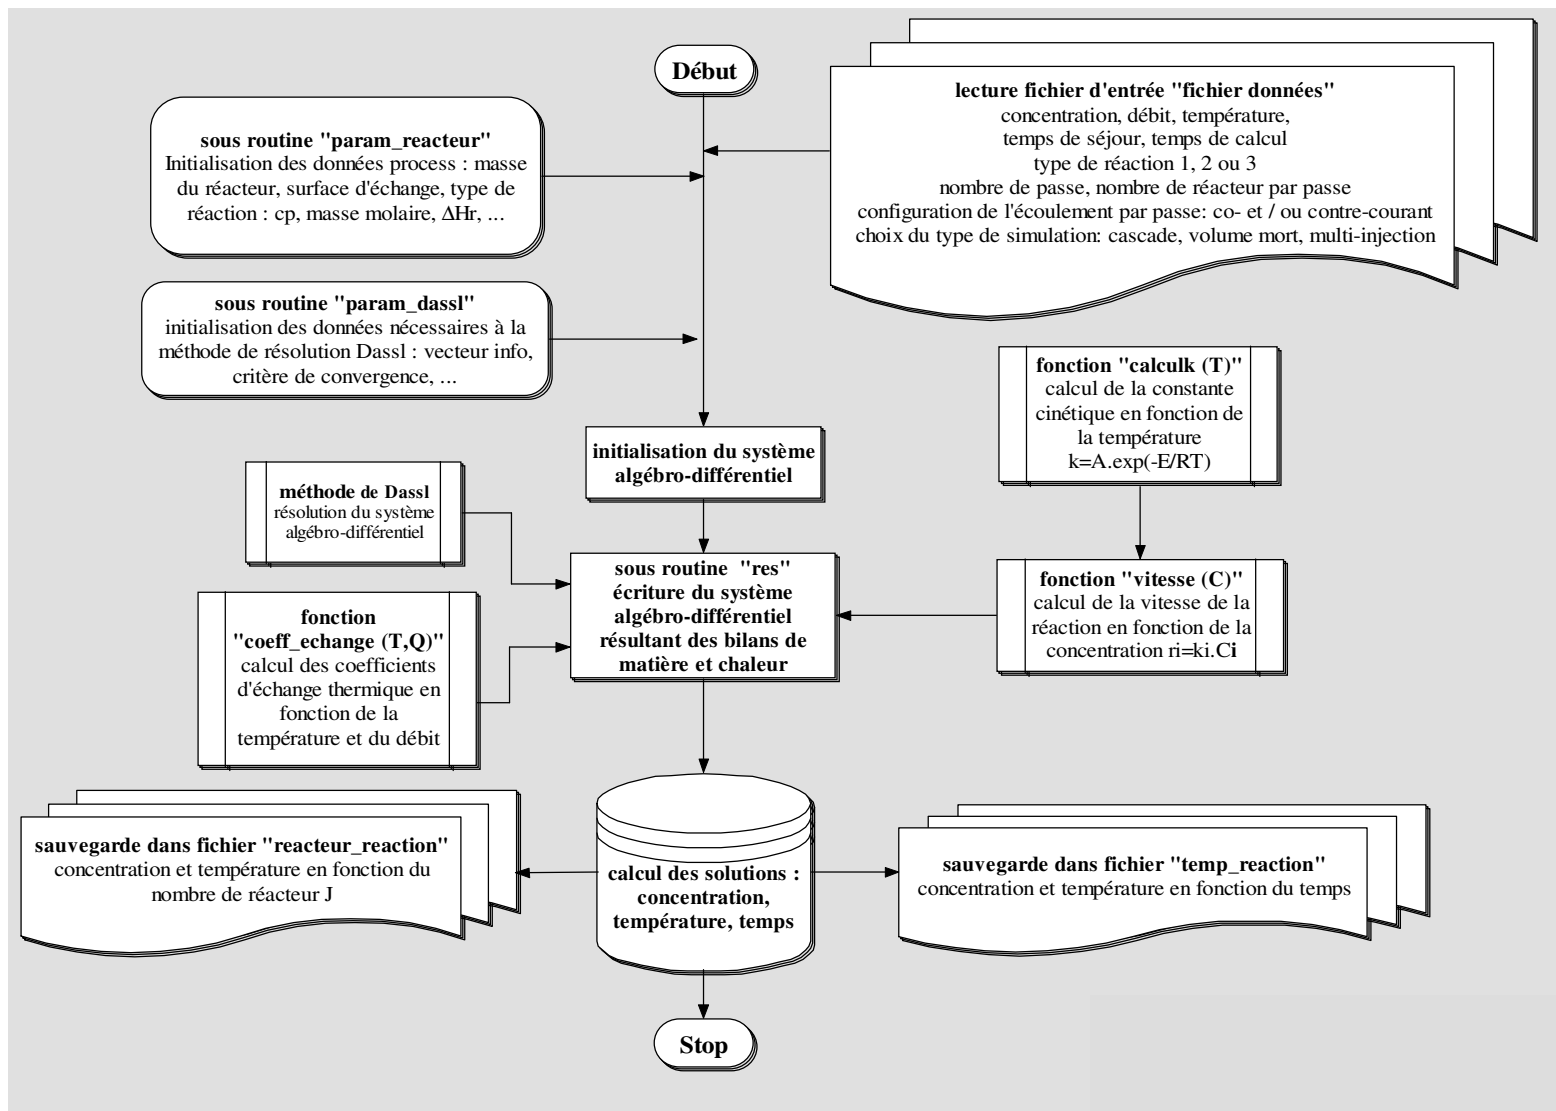 Début
lecture fichier d'entrée "fichier données"
concentration, débit, température,
temps de séjour, temps de calcul
type de réaction 1, 2 ou 3
nombre de passe, nombre de réacteur par passe
configuration de l'écoulement par passe: co- et / ou contre-courant
choix du type de simulation: cascade, volume mort, multi-injection
sous routine "param_reacteur"
Initialisation des données process : masse
du réacteur, surface d'échange, type de
réaction : cp, masse molaire, ΔHr, ...
sous routine "param_dassl"
initialisation des données nécessaires à la
méthode de résolution Dassl : vecteur info,
critère de convergence, ...
fonction "calculk (T)"
calcul de la constante
cinétique en fonction de
la température
k=A.exp(-E/RT)
initialisation du système
algébro-différentiel
méthode de Dassl
résolution du système
algébro-différentiel
sous routine "res"
écriture du système
algébro-différentiel
résultant des bilans de
matière et chaleur
fonction "vitesse (C)"
calcul de la vitesse de la
réaction en fonction de la
concentration ri=ki.Ci
fonction
"coeff_echange (T,Q)"
calcul des coefficients
d'échange thermique en
fonction de la
température et du débit
sauvegarde dans fichier "reacteur_reaction"
concentration et température en fonction du
nombre de réacteur J
calcul des solutions :
concentration,
température, temps
sauvegarde dans fichier "temp_reaction"
concentration et température en fonction du temps
Stop